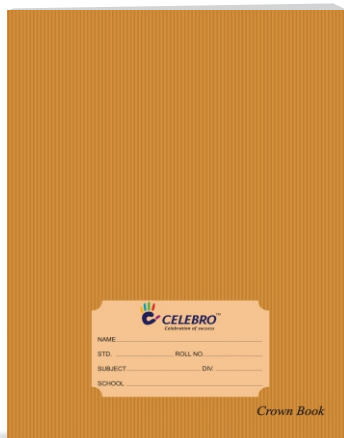 CELEBRO™
Celebration of success
NAME
STD. ROLL NO.
SUBJECT DIV.
SCHOOL
Crown Book